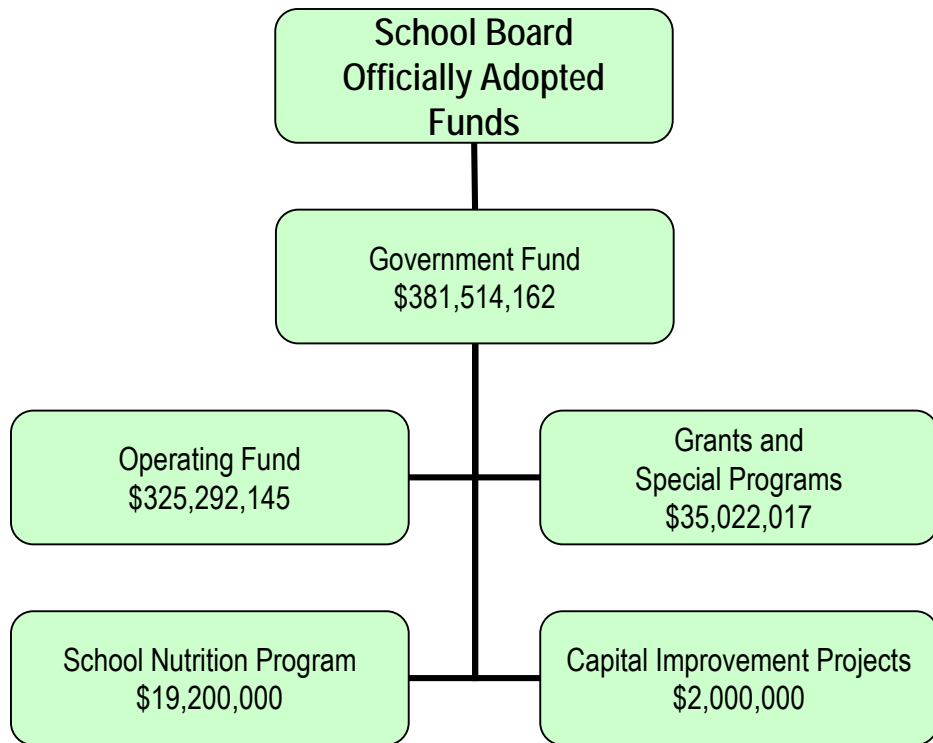 School Board
Officially Adopted
Funds
Government Fund
$381,514,162
Operating Fund
$325,292,145
Grants and
Special Programs
$35,022,017
School Nutrition Program
$19,200,000
Capital Improvement Projects
$2,000,000